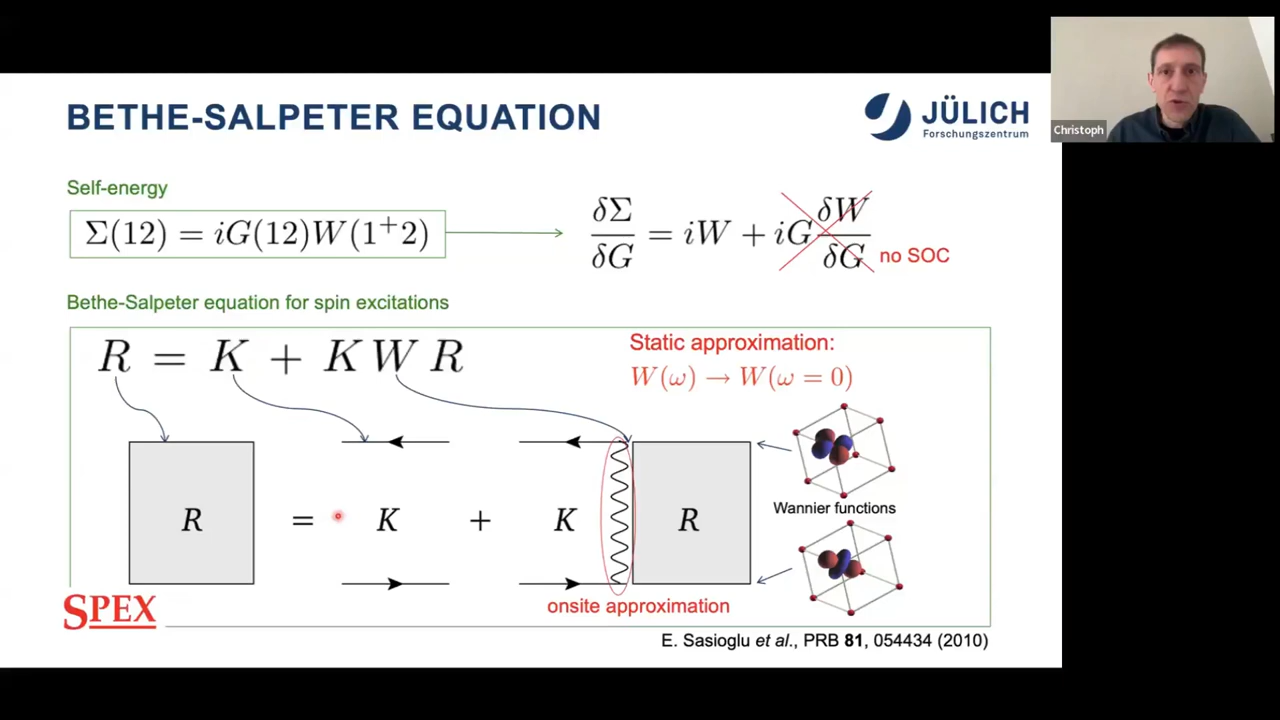 BETHE-SALPETER EQUATION
JÜLICH
Forschungszentrum
Christoph
Self-energy
Σ(12) = iG(12)W(1⁺2)
δΣ/δG = iW + iG δW/δG
no SOC
Bethe-Salpeter equation for spin excitations
R = K + K W R
Static approximation:
W(ω) → W(ω = 0)
R = K + K R
Wannier functions
onsite approximation
SPEX
E. Sasioglu et al., PRB 81, 054434 (2010)